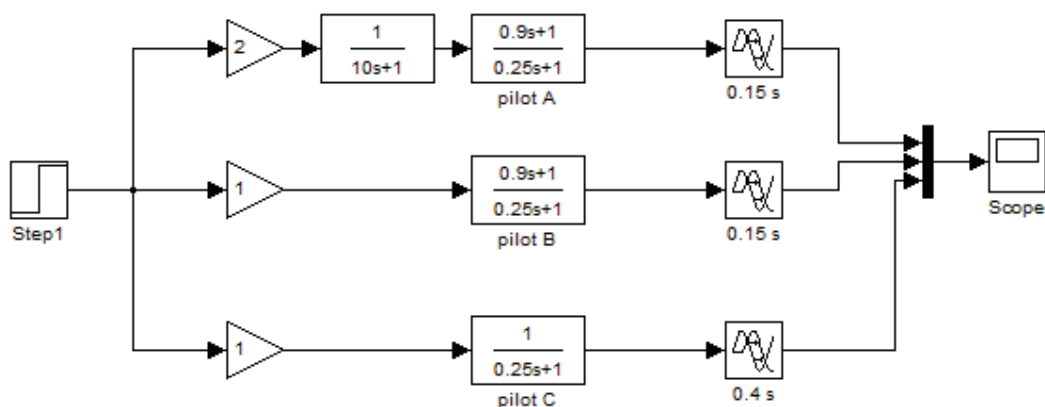 2
1
10s+1
0.9s+1
0.25s+1
pilot A
0.15 s
Step1
1
0.9s+1
0.25s+1
pilot B
0.15 s
Scope
1
1
0.25s+1
pilot C
0.4 s